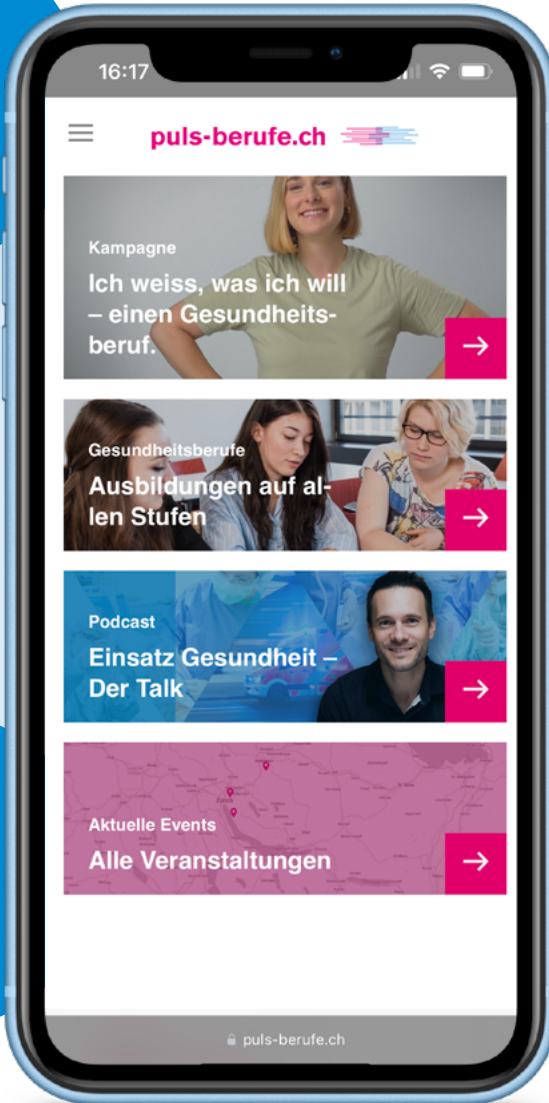 16:17
puls-berufe.ch
Kampagne
Ich weiss, was ich will
– einen Gesundheits-
beruf.
Gesundheitsberufe
Ausbildungen auf al-
len Stufen
Podcast
Einsatz Gesundheit –
Der Talk
Zürich
Aktuelle Events
Alle Veranstaltungen
puls-berufe.ch